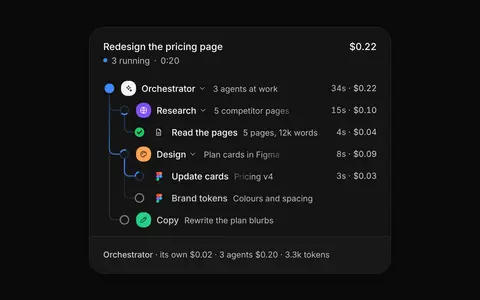 Redesign the pricing page $0.22
3 running · 0:20
Orchestrator 3 agents at work 34s · $0.22
Research 5 competitor pages 15s · $0.10
Read the pages 5 pages, 12k words 4s · $0.04
Design Plan cards in Figma 8s · $0.09
Update cards Pricing v4 3s · $0.03
Brand tokens Colours and spacing
Copy Rewrite the plan blurbs
Orchestrator · its own $0.02 · 3 agents $0.20 · 3.3k tokens